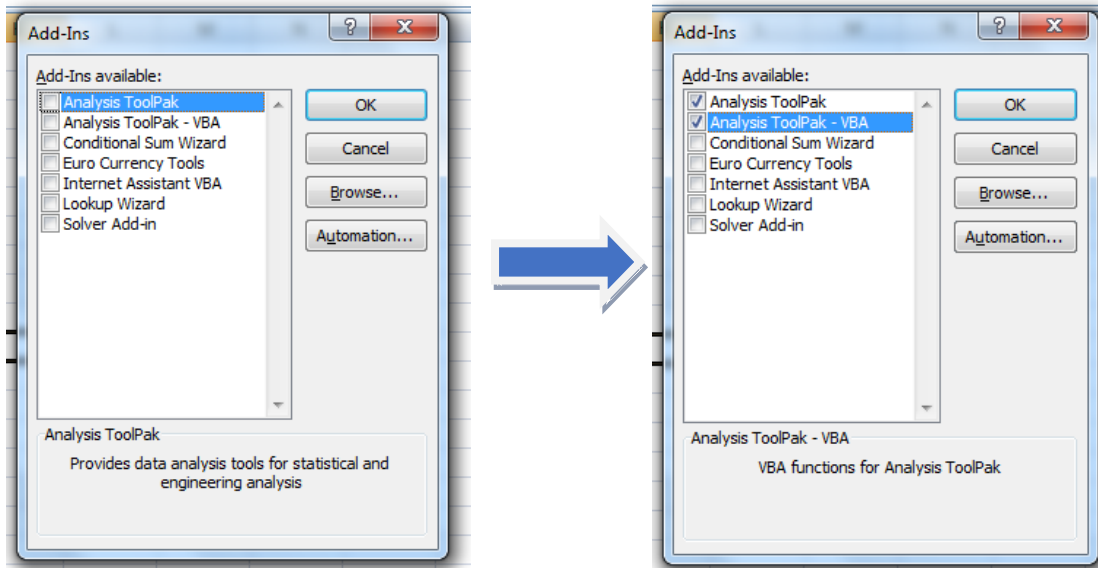 Add-Ins
Add-Ins available:
Analysis ToolPak
Analysis ToolPak - VBA
Conditional Sum Wizard
Euro Currency Tools
Internet Assistant VBA
Lookup Wizard
Solver Add-in
OK
Cancel
Browse...
Automation...
Analysis ToolPak
Provides data analysis tools for statistical and
engineering analysis
Add-Ins
Add-Ins available:
Analysis ToolPak
Analysis ToolPak - VBA
Conditional Sum Wizard
Euro Currency Tools
Internet Assistant VBA
Lookup Wizard
Solver Add-in
OK
Cancel
Browse...
Automation...
Analysis ToolPak - VBA
VBA functions for Analysis ToolPak